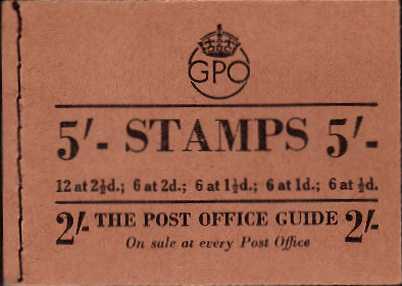 GPO
5/- STAMPS 5/-
12 at 2½d.; 6 at 2d.; 6 at 1½d.; 6 at 1d.; 6 at ½d.
2/- THE POST OFFICE GUIDE 2/-
On sale at every Post Office